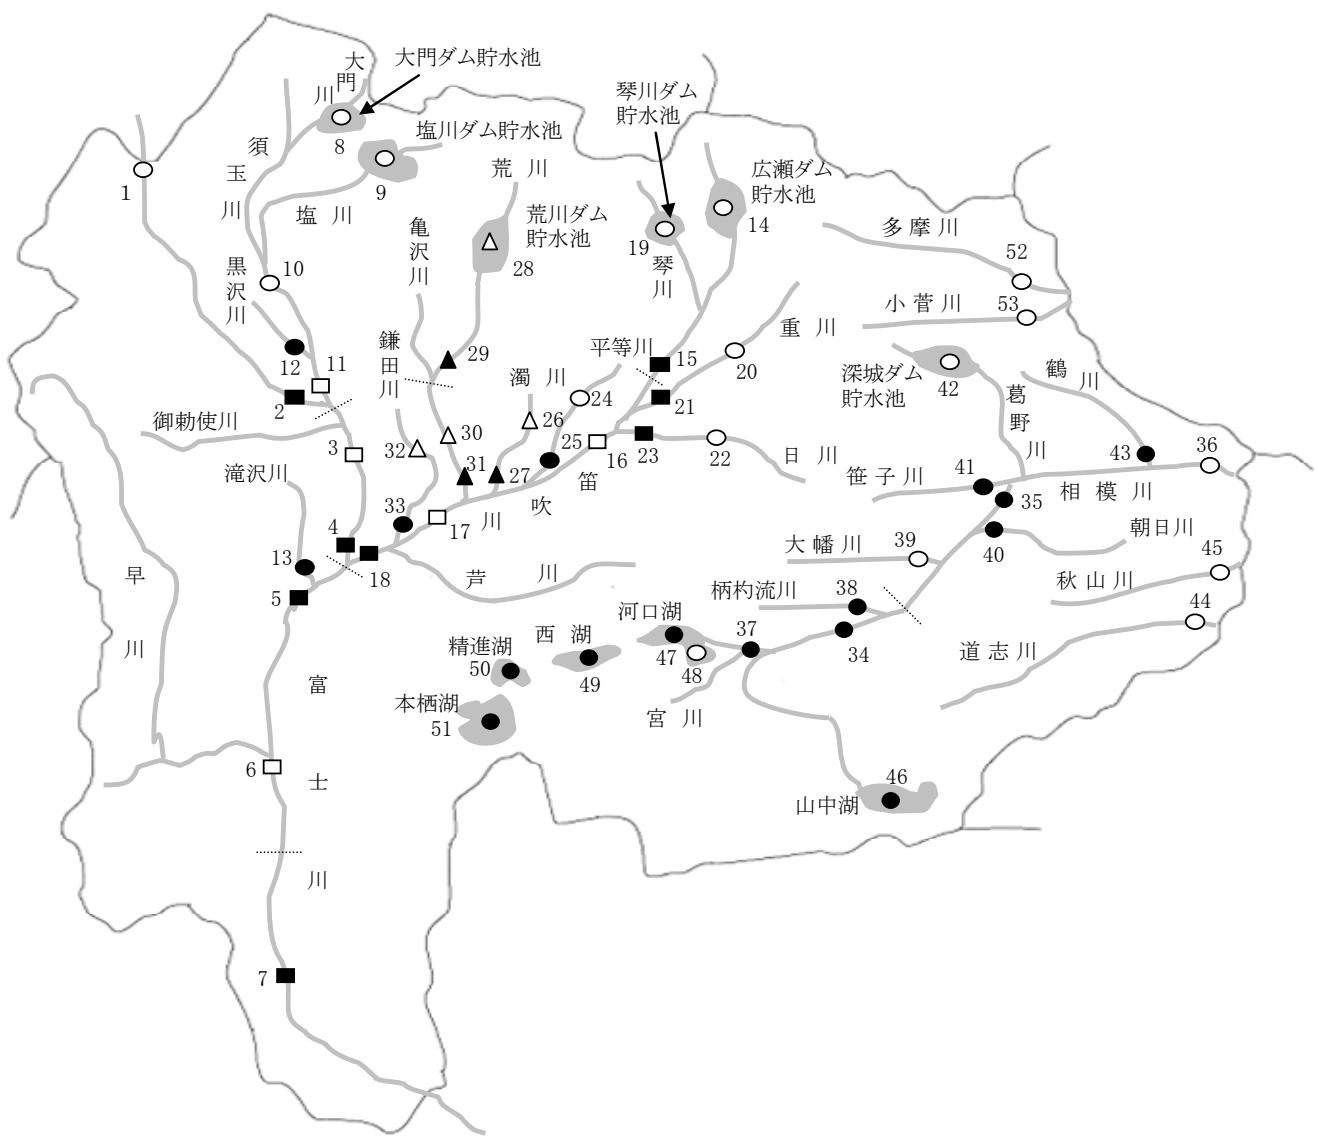 大門川
大門ダム貯水池
8
塩川ダム貯水池
9
須玉川
塩川
1
荒川
荒川ダム
貯水池
28
亀沢川
琴川ダム
貯水池
19
琴川
広瀬ダム
貯水池
14
多摩川
52
小菅川
53
黒沢川
10
12
11
2
鎌田川
29
濁川
平等川
15
重川
20
21
24
26
30
25
16
23
22
日川
深城ダム
貯水池
42
葛野川
鶴川
43
36
御勅使川
3
滝沢川
32
31
27
笛吹川
33
17
4
18
13
5
芦川
笹子川
41
35
相模川
40
朝日川
大幡川
39
45
秋山川
44
柄杓流川
38
道志川
34
37
河口湖
47
48
西湖
49
精進湖
50
本栖湖
51
宮川
46
山中湖
早川
富士川
6
7